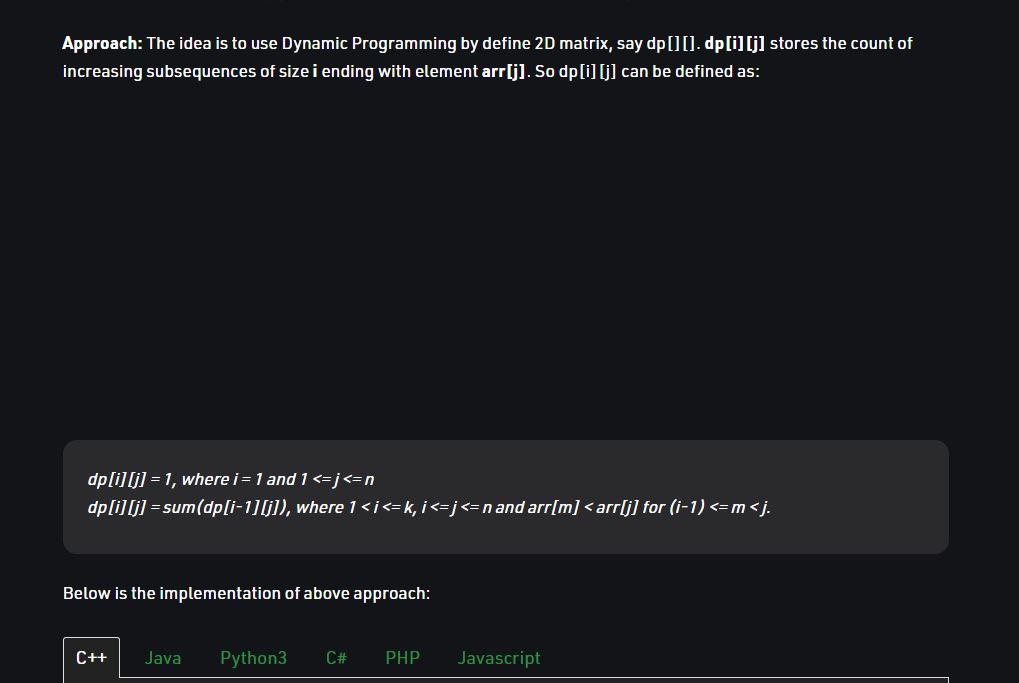 Approach: The idea is to use Dynamic Programming by define 2D matrix, say dp[][]. dp[i][j] stores the count of
increasing subsequences of size i ending with element arr[j]. So dp[i][j] can be defined as:
dp[i][j] = 1, where i = 1 and 1 <= j <= n
dp[i][j] = sum(dp[i-1][j]), where 1 < i <= k, i <= j <= n and arr[m] < arr[j] for (i-1) <= m < j.
Below is the implementation of above approach:
C++ Java Python3 C# PHP Javascript